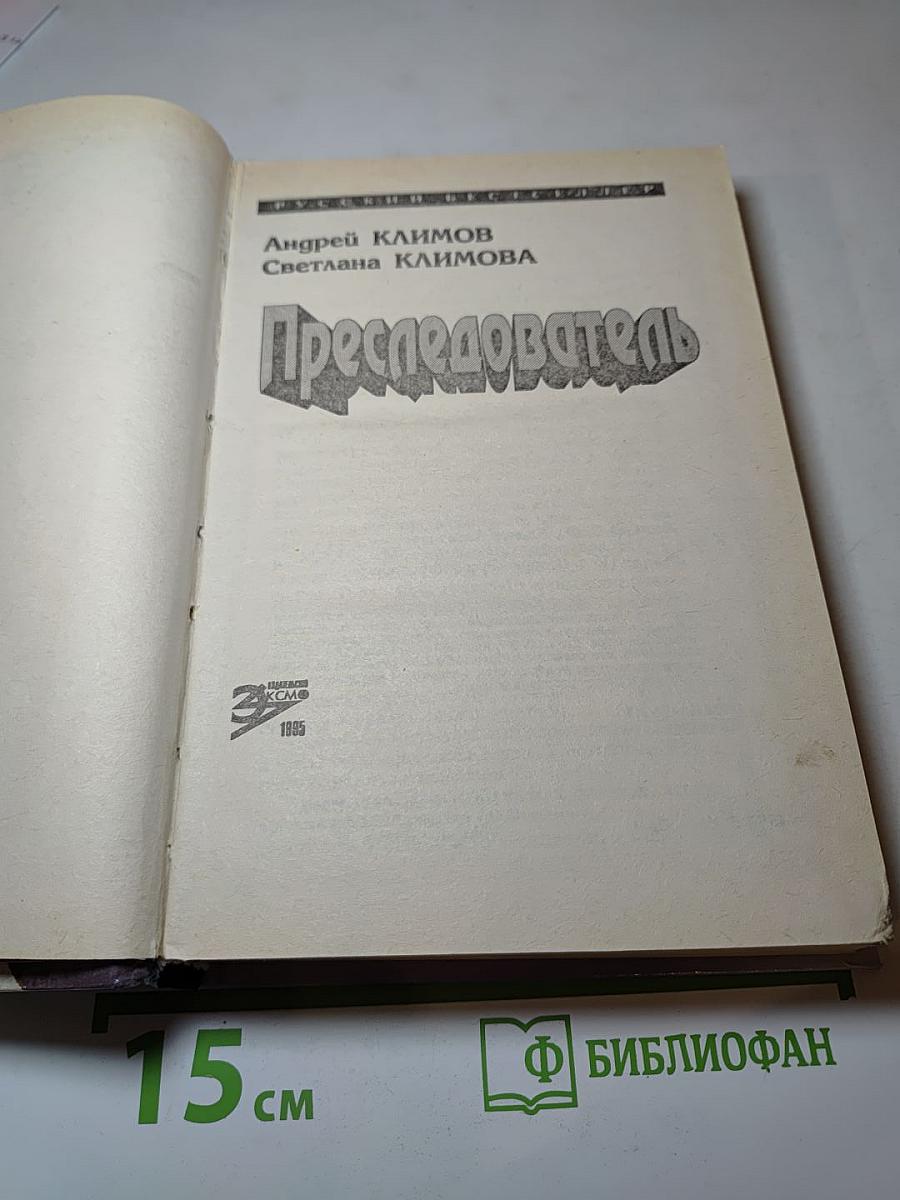 РУССКИЙ БЕСТСЕЛЛЕР
Андрей КЛИМОВ
Светлана КЛИМОВА
Преследователь
ЭКСМО
1995
15 см
Ф БИБЛИОФАН